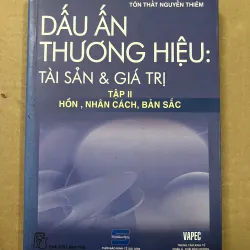 TÔN THẤT NGUYỄN THIÊM
DẤU ẤN
THƯƠNG HIỆU:
TÀI SẢN & GIÁ TRỊ
TẬP II
HỒN , NHÂN CÁCH, BẢN SẮC
VAPEC